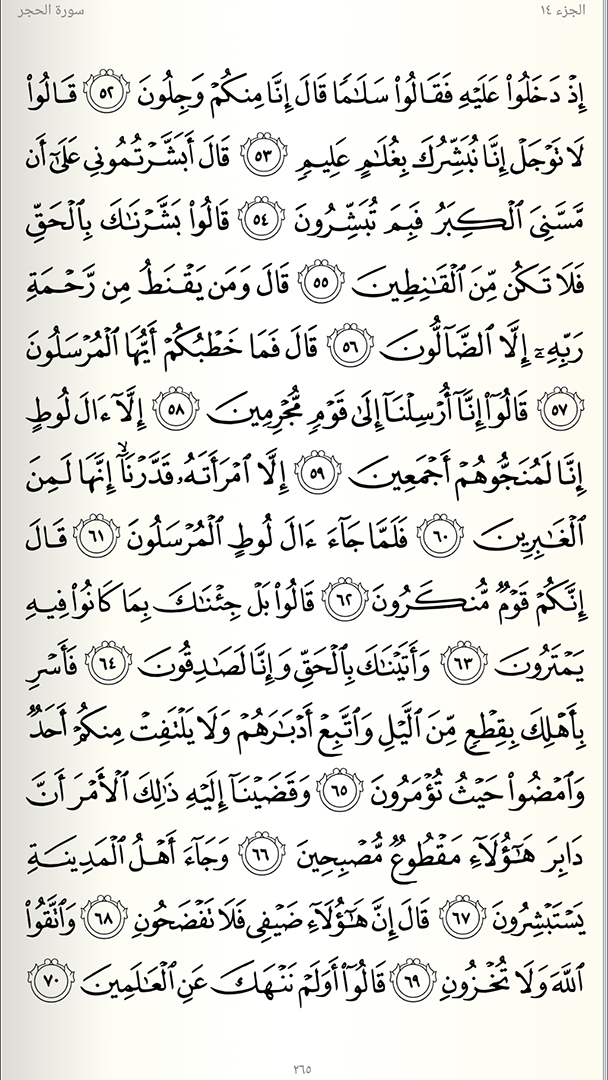 الجزء ١٤
سورة الحجر
إِذْ دَخَلُوا۟ عَلَيْهِ فَقَالُوا۟ سَلَـٰمًا قَالَ إِنَّا مِنكُمْ وَجِلُونَ ٥٢ قَالُوا۟
لَا تَوْجَلْ إِنَّا نُبَشِّرُكَ بِغُلَـٰمٍ عَلِيمٍ ٥٣ قَالَ أَبَشَّرْتُمُونِى عَلَىٰٓ أَن
مَّسَّنِىَ ٱلْكِبَرُ فَبِمَ تُبَشِّرُونَ ٥٤ قَالُوا۟ بَشَّرْنَـٰكَ بِٱلْحَقِّ
فَلَا تَكُن مِّنَ ٱلْقَـٰنِطِينَ ٥٥ قَالَ وَمَن يَقْنَطُ مِن رَّحْمَةِ
رَبِّهِۦٓ إِلَّا ٱلضَّآلُّونَ ٥٦ قَالَ فَمَا خَطْبُكُمْ أَيُّهَا ٱلْمُرْسَلُونَ
٥٧ قَالُوٓا۟ إِنَّآ أُرْسِلْنَآ إِلَىٰ قَوْمٍ مُّجْرِمِينَ ٥٨ إِلَّآ ءَالَ لُوطٍ
إِنَّا لَمُنَجُّوهُمْ أَجْمَعِينَ ٥٩ إِلَّا ٱمْرَأَتَهُۥ قَدَّرْنَآ ۙ إِنَّهَا لَمِنَ
ٱلْغَـٰبِرِينَ ٦٠ فَلَمَّا جَآءَ ءَالَ لُوطٍ ٱلْمُرْسَلُونَ ٦١ قَالَ
إِنَّكُمْ قَوْمٌ مُّنكَرُونَ ٦٢ قَالُوا۟ بَلْ جِئْنَـٰكَ بِمَا كَانُوا۟ فِيهِ
يَمْتَرُونَ ٦٣ وَأَتَيْنَـٰكَ بِٱلْحَقِّ وَإِنَّا لَصَـٰدِقُونَ ٦٤ فَأَسْرِ
بِأَهْلِكَ بِقِطْعٍ مِّنَ ٱلَّيْلِ وَٱتَّبِعْ أَدْبَـٰرَهُمْ وَلَا يَلْتَفِتْ مِنكُمْ أَحَدٌ
وَٱمْضُوا۟ حَيْثُ تُؤْمَرُونَ ٦٥ وَقَضَيْنَآ إِلَيْهِ ذَٰلِكَ ٱلْأَمْرَ أَنَّ
دَابِرَ هَـٰٓؤُلَآءِ مَقْطُوعٌ مُّصْبِحِينَ ٦٦ وَجَآءَ أَهْلُ ٱلْمَدِينَةِ
يَسْتَبْشِرُونَ ٦٧ قَالَ إِنَّ هَـٰٓؤُلَآءِ ضَيْفِى فَلَا تَفْضَحُونِ ٦٨ وَٱتَّقُوا۟
ٱللَّهَ وَلَا تُخْزُونِ ٦٩ قَالُوٓا۟ أَوَلَمْ نَنْهَكَ عَنِ ٱلْعَـٰلَمِينَ ٧٠
٢٦٥